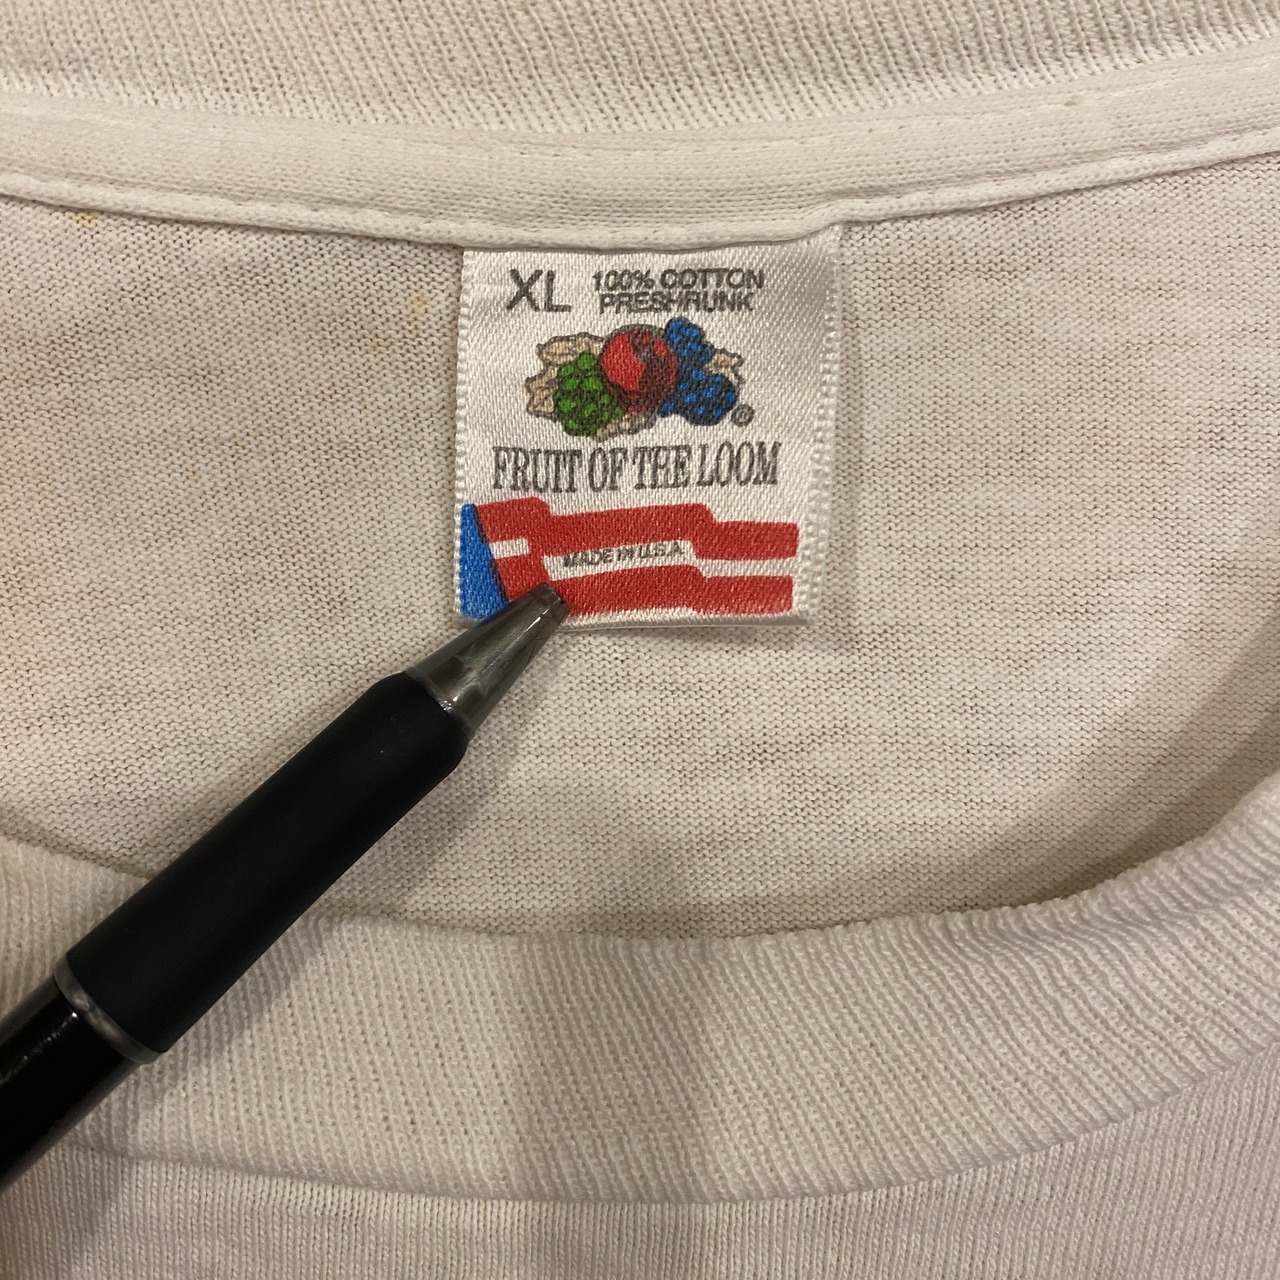 XL 100% COTTON
PRESHRUNK
®
FRUIT OF THE LOOM
MADE IN U.S.A.